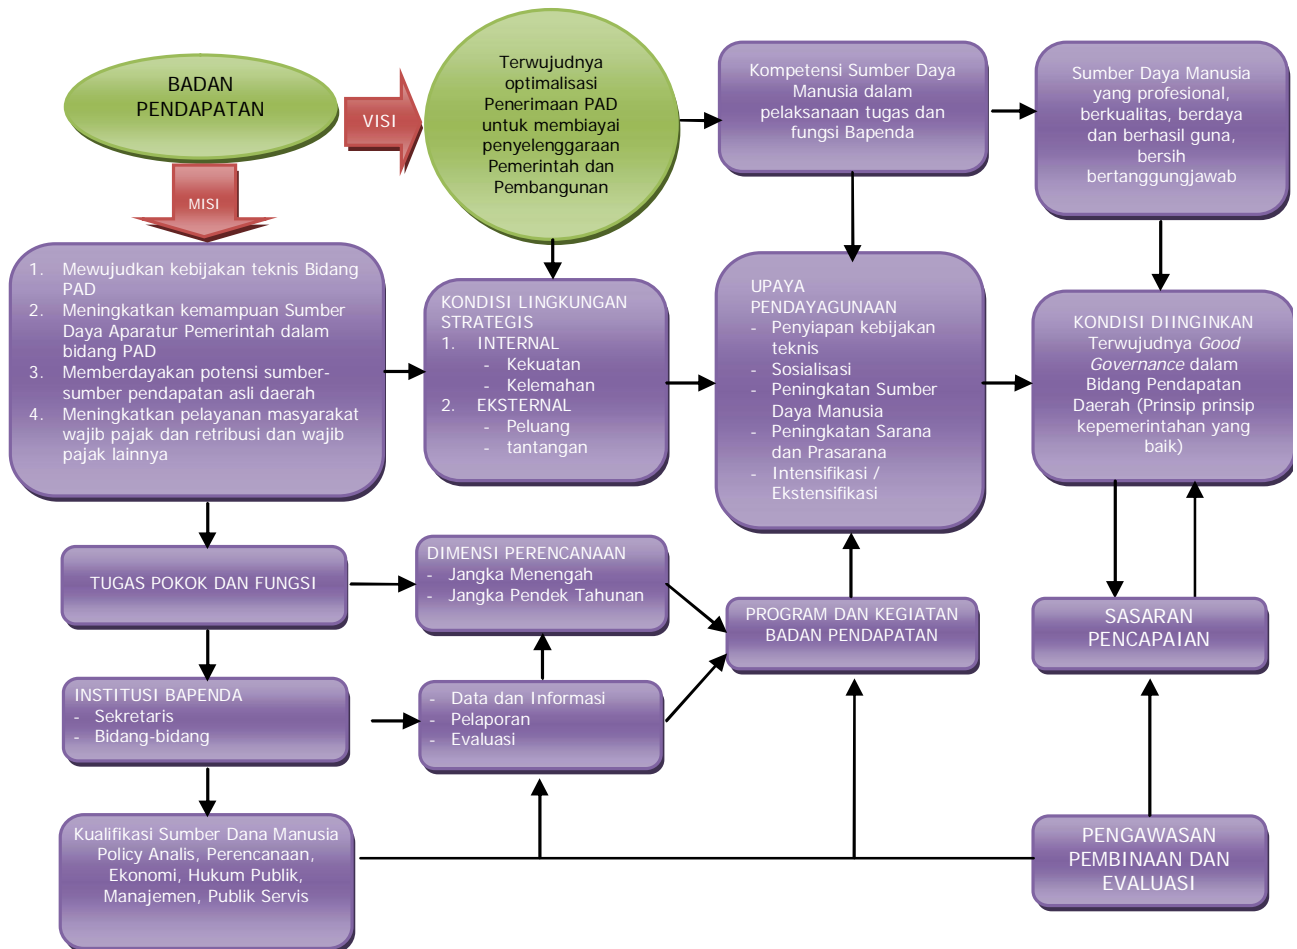 BADAN
PENDAPATAN
VISI
Terwujudnya
optimalisasi
Penerimaan PAD
untuk membiayai
penyelenggaraan
Pemerintah dan
Pembangunan
Kompetensi Sumber Daya
Manusia dalam
pelaksanaan tugas dan
fungsi Bapenda
Sumber Daya Manusia
yang profesional,
berkualitas, berdaya
dan berhasil guna,
bersih
bertanggungjawab
MISI
1. Mewujudkan kebijakan teknis Bidang
PAD
2. Meningkatkan kemampuan Sumber
Daya Aparatur Pemerintah dalam
bidang PAD
3. Memberdayakan potensi sumber-
sumber pendapatan asli daerah
4. Meningkatkan pelayanan masyarakat
wajib pajak dan retribusi dan wajib
pajak lainnya
KONDISI LINGKUNGAN
STRATEGIS
1. INTERNAL
- Kekuatan
- Kelemahan
2. EKSTERNAL
- Peluang
- tantangan
UPAYA
PENDAYAGUNAAN
- Penyiapan kebijakan
teknis
- Sosialisasi
- Peningkatan Sumber
Daya Manusia
- Peningkatan Sarana
dan Prasarana
- Intensifikasi /
Ekstensifikasi
KONDISI DIINGINKAN
Terwujudnya Good
Governance dalam
Bidang Pendapatan
Daerah (Prinsip prinsip
kepemerintahan yang
baik)
TUGAS POKOK DAN FUNGSI
DIMENSI PERENCANAAN
- Jangka Menengah
- Jangka Pendek Tahunan
PROGRAM DAN KEGIATAN
BADAN PENDAPATAN
SASARAN
PENCAPAIAN
INSTITUSI BAPENDA
- Sekretaris
- Bidang-bidang
- Data dan Informasi
- Pelaporan
- Evaluasi
Kualifikasi Sumber Dana Manusia
Policy Analis, Perencanaan,
Ekonomi, Hukum Publik,
Manajemen, Publik Servis
PENGAWASAN
PEMBINAAN DAN
EVALUASI